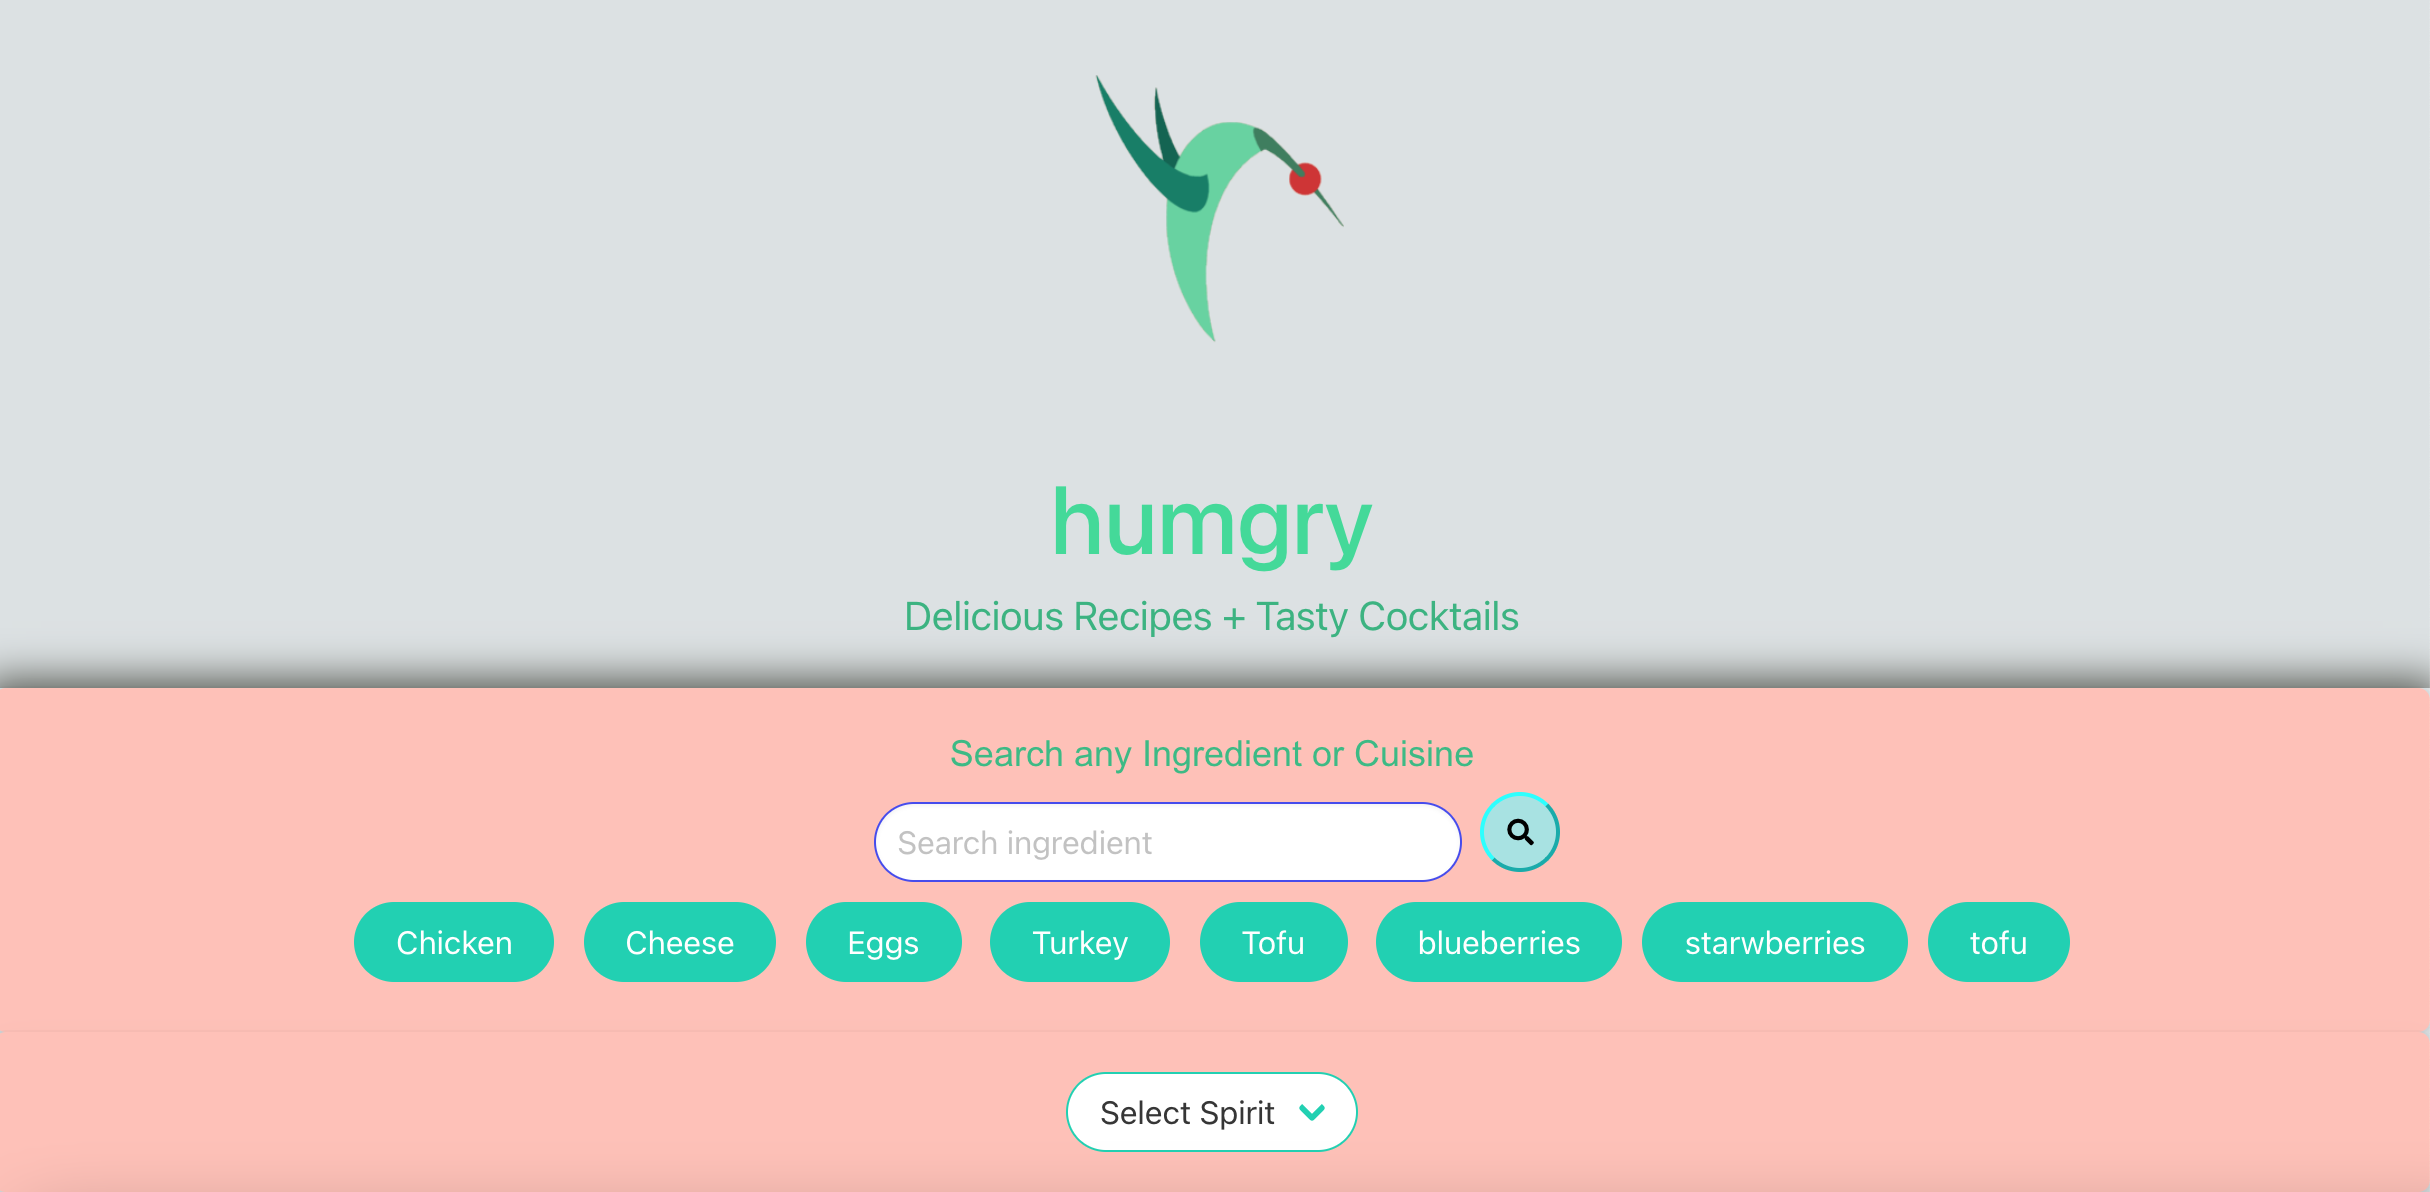 humgry
Delicious Recipes + Tasty Cocktails
Search any Ingredient or Cuisine
Search ingredient
Chicken Cheese Eggs Turkey Tofu blueberries starwberries tofu
Select Spirit